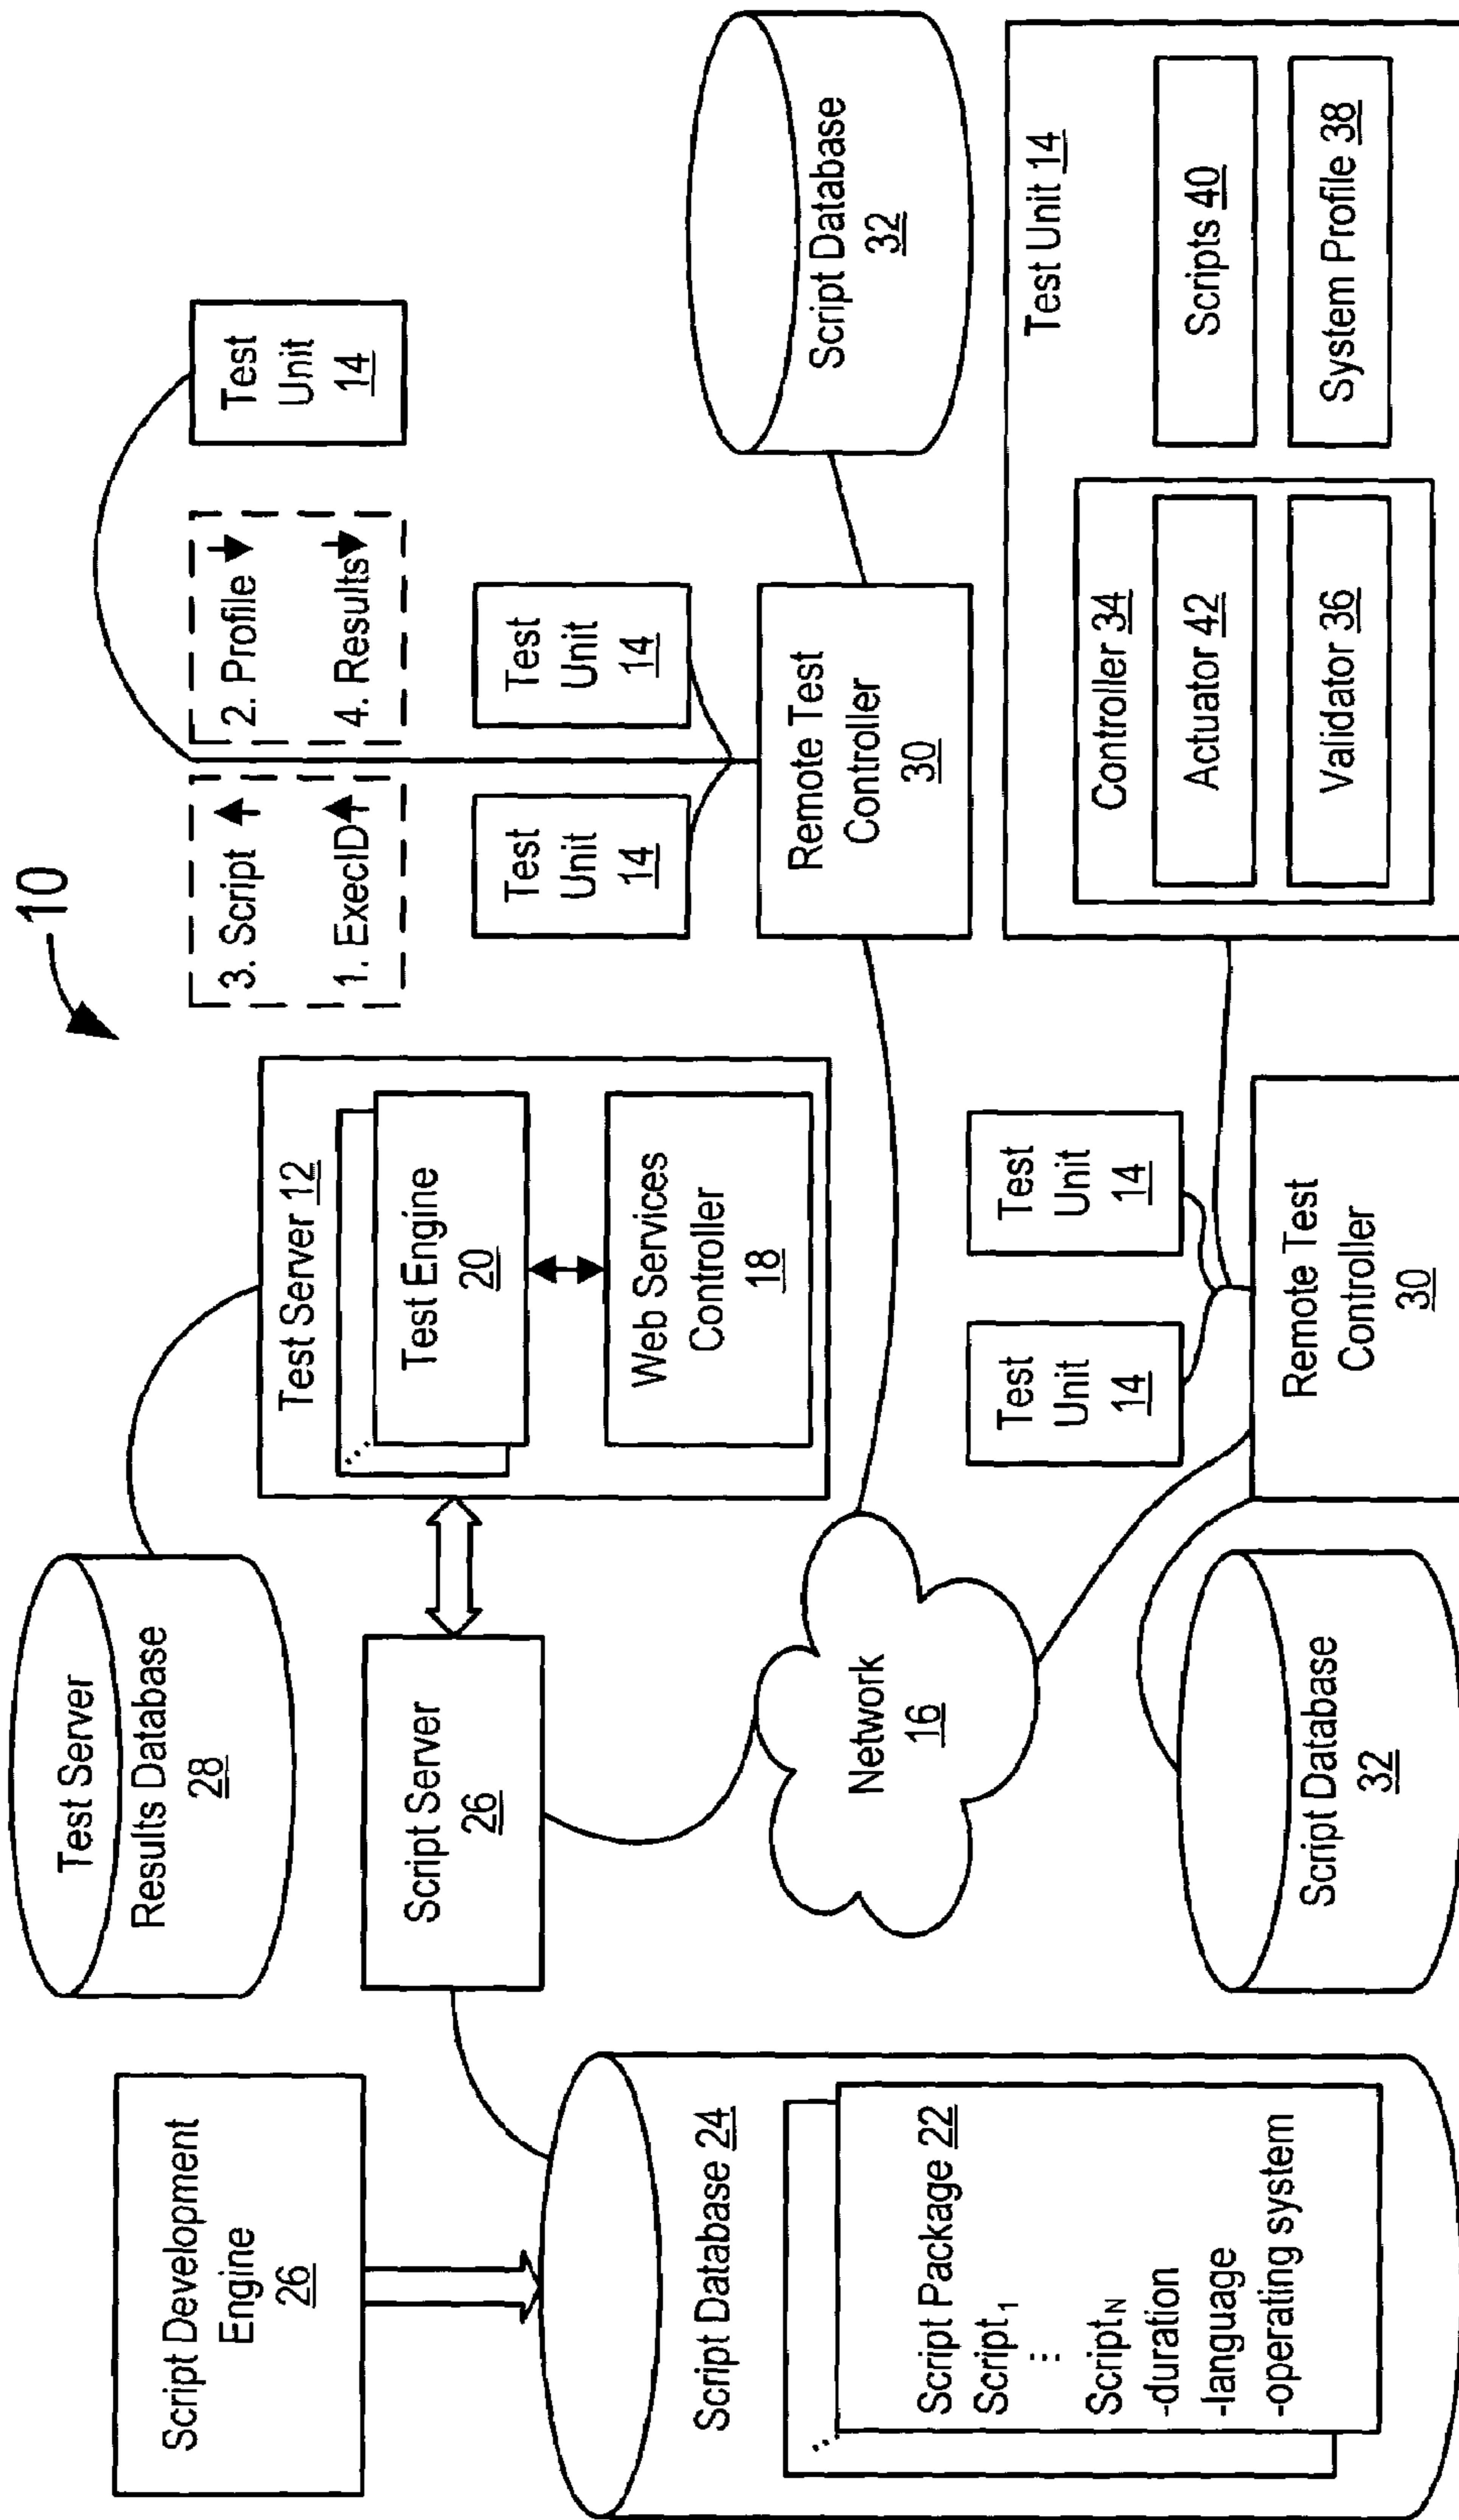 10
Script Development
Engine
26
Test Server
Results Database
28
Script Server
26
Test Server 12
Test Engine
20
Web Services
Controller
18
3. Script
1. ExecID
2. Profile
4. Results
Test
Unit
14
Test
Unit
14
Test
Unit
14
Remote Test
Controller
30
Script Database
32
Script Database 24
Script Package 22
Script1
⋮
ScriptN
-duration
-language
-operating system
Network
16
Script Database
32
Test
Unit
14
Test
Unit
14
Remote Test
Controller
30
Test Unit 14
Controller 34
Actuator 42
Validator 36
Scripts 40
System Profile 38